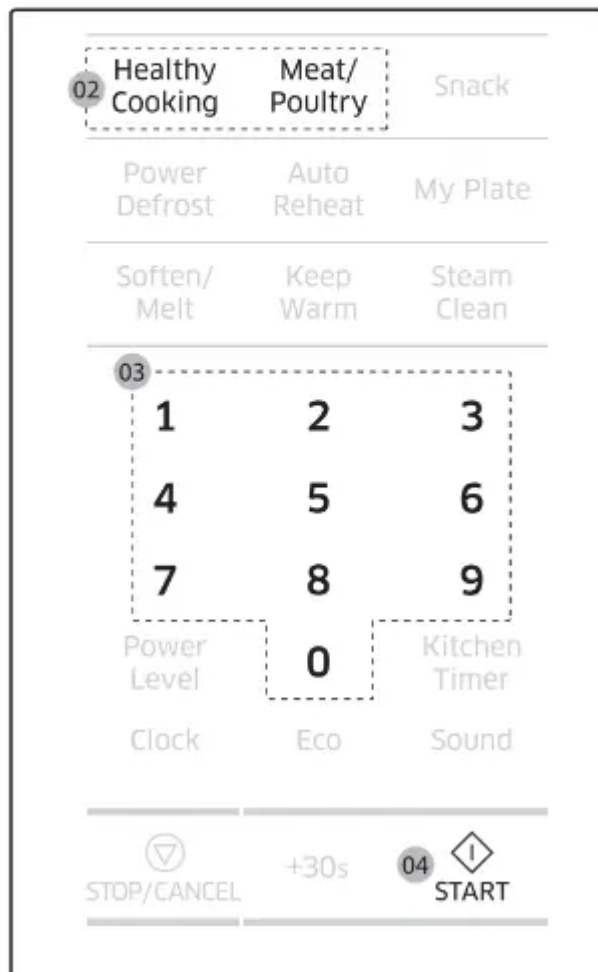 Healthy Meat/ Snack
02 Cooking Poultry
Power Auto My Plate
Defrost Reheat
Soften/ Keep Steam
Melt Warm Clean
03
1 2 3
4 5 6
7 8 9
Power 0 Kitchen
Level Timer
Clock Eco Sound
STOP/CANCEL +30s 04 START